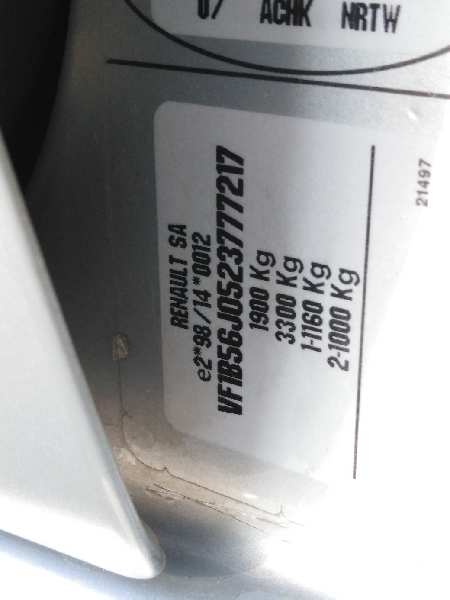 07 ACHK NRTW
RENAULT SA
e2*98/14*0012
VF1B56J0523777217
1900 Kg
3300 Kg
1-1160 Kg
2-1000 Kg
21497